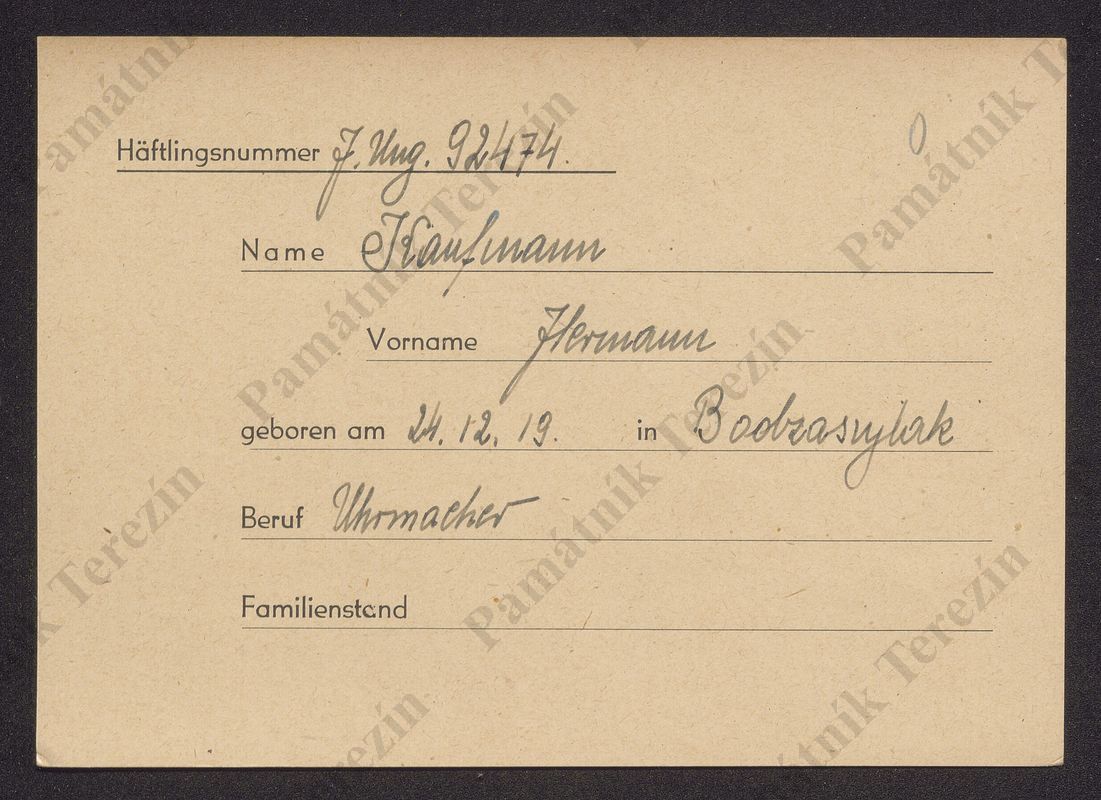 Häftlingsnummer J. Ung. 92474.
0
Name Kaufmann
Vorname Hermann
geboren am 24. 12. 19. in Bodzaszylak
Beruf Uhrmacher
Familienstand
Památník Terezín